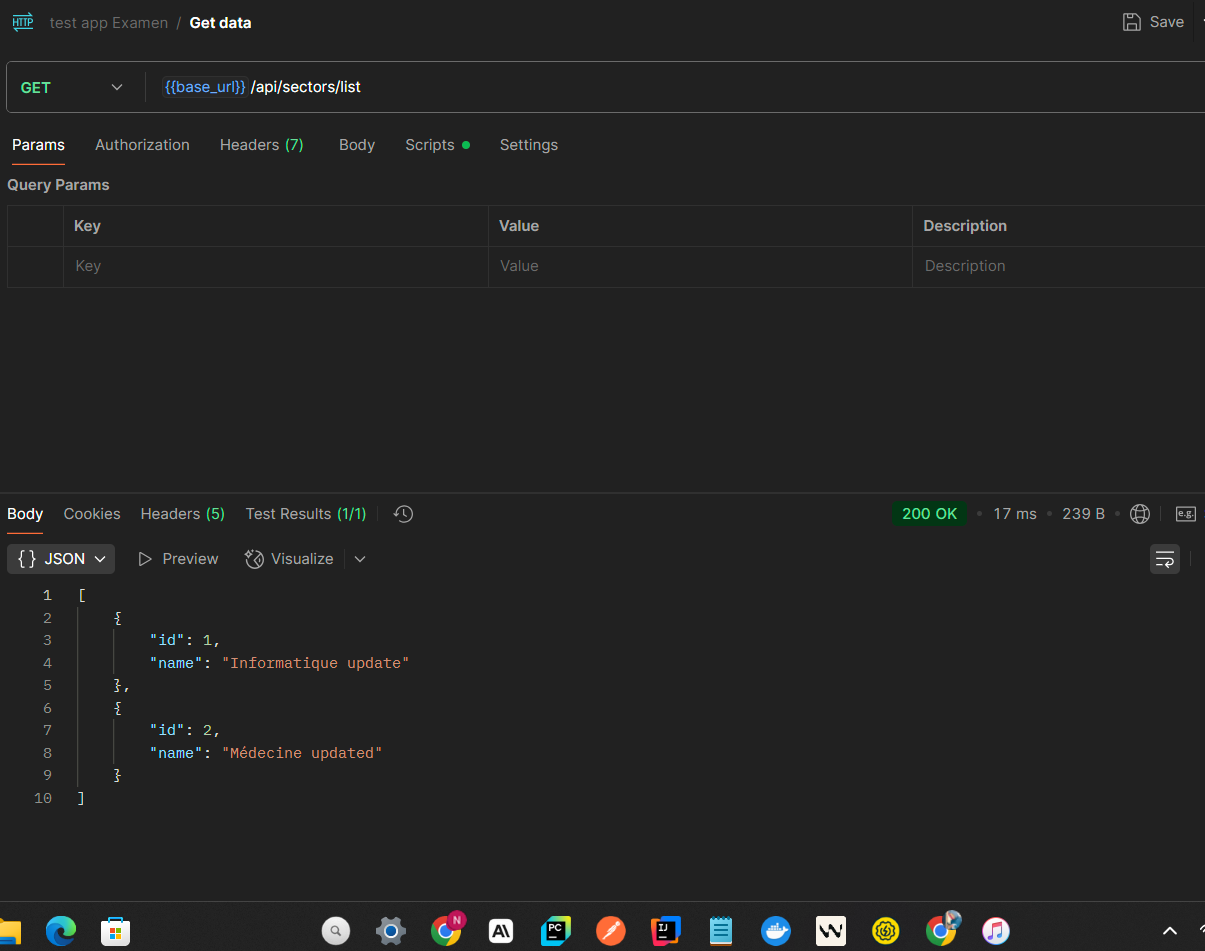 HTTP test app Examen / Get data Save
GET {{base_url}} /api/sectors/list
Params Authorization Headers (7) Body Scripts Settings
Query Params
Key Value Description
Key Value Description
Body Cookies Headers (5) Test Results (1/1) 200 OK • 17 ms • 239 B • e.g.
{} JSON Preview Visualize
1 [
2 {
3 "id": 1,
4 "name": "Informatique update"
5 },
6 {
7 "id": 2,
8 "name": "Médecine updated"
9 }
10 ]
N A\ PC IJ W